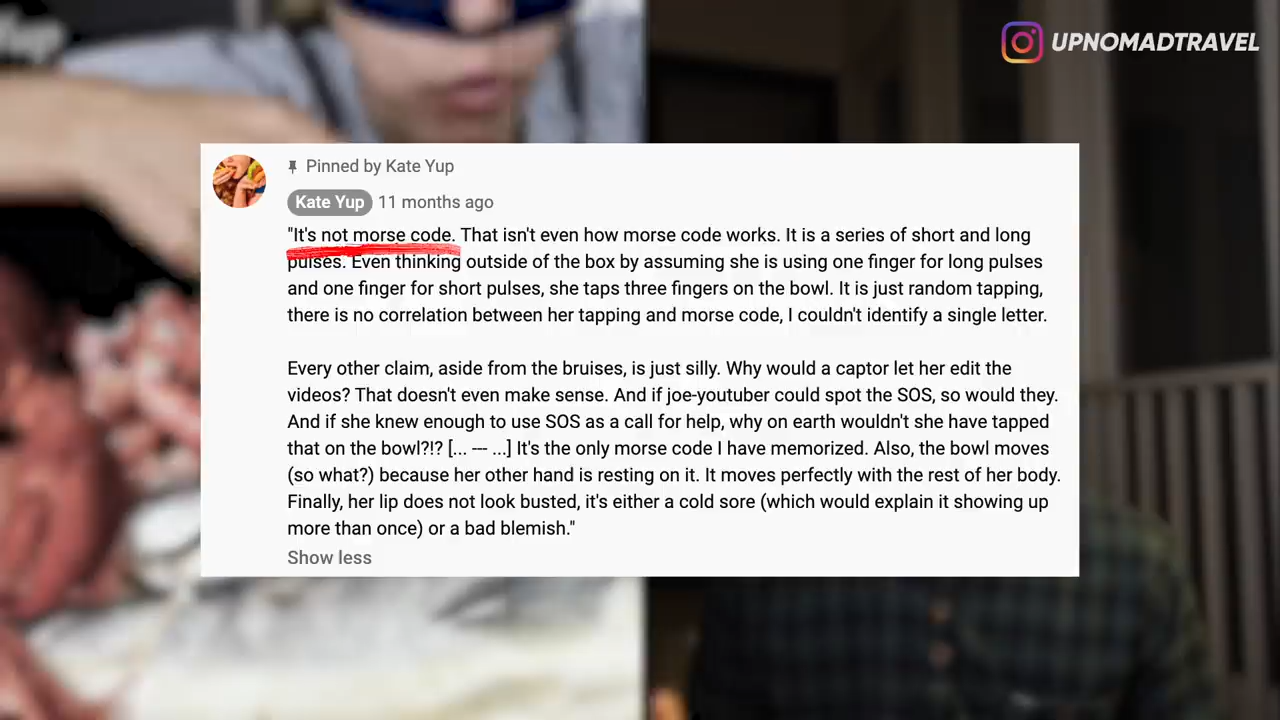 Yup
UPNOMADTRAVEL
Pinned by Kate Yup
Kate Yup 11 months ago
"It's not morse code. That isn't even how morse code works. It is a series of short and long
pulses. Even thinking outside of the box by assuming she is using one finger for long pulses
and one finger for short pulses, she taps three fingers on the bowl. It is just random tapping,
there is no correlation between her tapping and morse code, I couldn't identify a single letter.
Every other claim, aside from the bruises, is just silly. Why would a captor let her edit the
videos? That doesn't even make sense. And if joe-youtuber could spot the SOS, so would they.
And if she knew enough to use SOS as a call for help, why on earth wouldn't she have tapped
that on the bowl?!? [... --- ...] It's the only morse code I have memorized. Also, the bowl moves
(so what?) because her other hand is resting on it. It moves perfectly with the rest of her body.
Finally, her lip does not look busted, it's either a cold sore (which would explain it showing up
more than once) or a bad blemish."
Show less